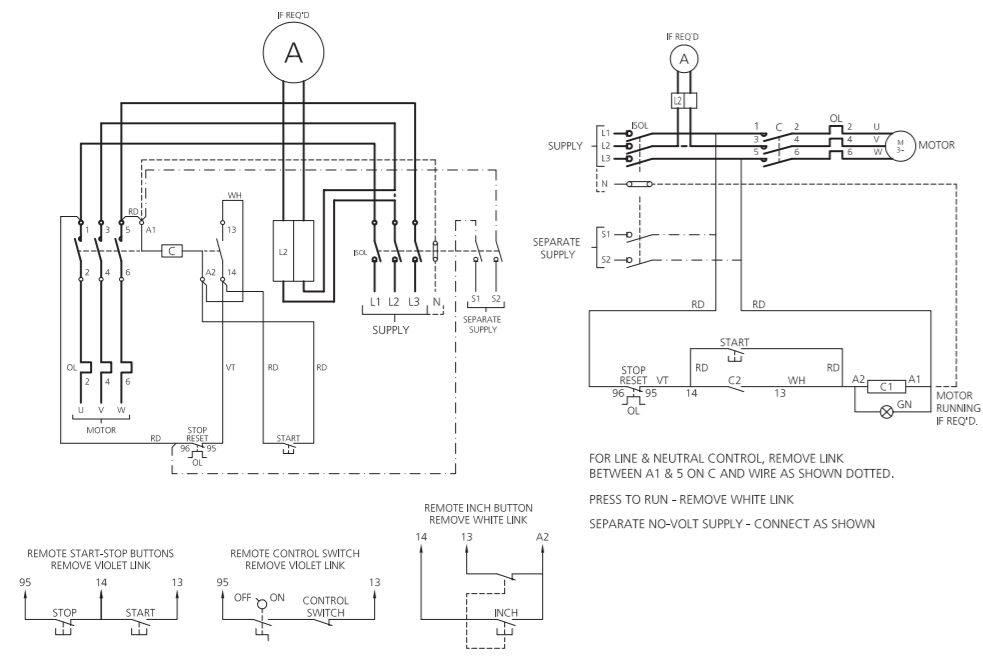 IF REQ'D
A
RD
WH
1
3
5
A1
13
C
2
4
6
A2
14
L2
ISOL
L1 L2 L3 N
SUPPLY
S1 S2
SEPARATE
SUPPLY
OL
2
4
6
VT
RD
RD
U V W
MOTOR
RD
STOP
RESET
96 95
OL
START
IF REQ'D
A
L2
ISOL
SUPPLY
L1
L2
L3
N
1 C 2
3 4
5 6
OL
2 U
4 V
6 W
M
3~
MOTOR
SEPARATE
SUPPLY
S1
S2
RD
RD
START
RD
RD
STOP
RESET
VT
96 95
OL
14
C2
WH
13
A2 C1 A1
GN
MOTOR
RUNNING
IF REQ'D.
FOR LINE & NEUTRAL CONTROL, REMOVE LINK
BETWEEN A1 & 5 ON C AND WIRE AS SHOWN DOTTED.
PRESS TO RUN - REMOVE WHITE LINK
SEPARATE NO-VOLT SUPPLY - CONNECT AS SHOWN
REMOTE START-STOP BUTTONS
REMOVE VIOLET LINK
95 14 13
STOP START
REMOTE CONTROL SWITCH
REMOVE VIOLET LINK
95 13
OFF ON
CONTROL
SWITCH
REMOTE INCH BUTTON
REMOVE WHITE LINK
14 13 A2
INCH